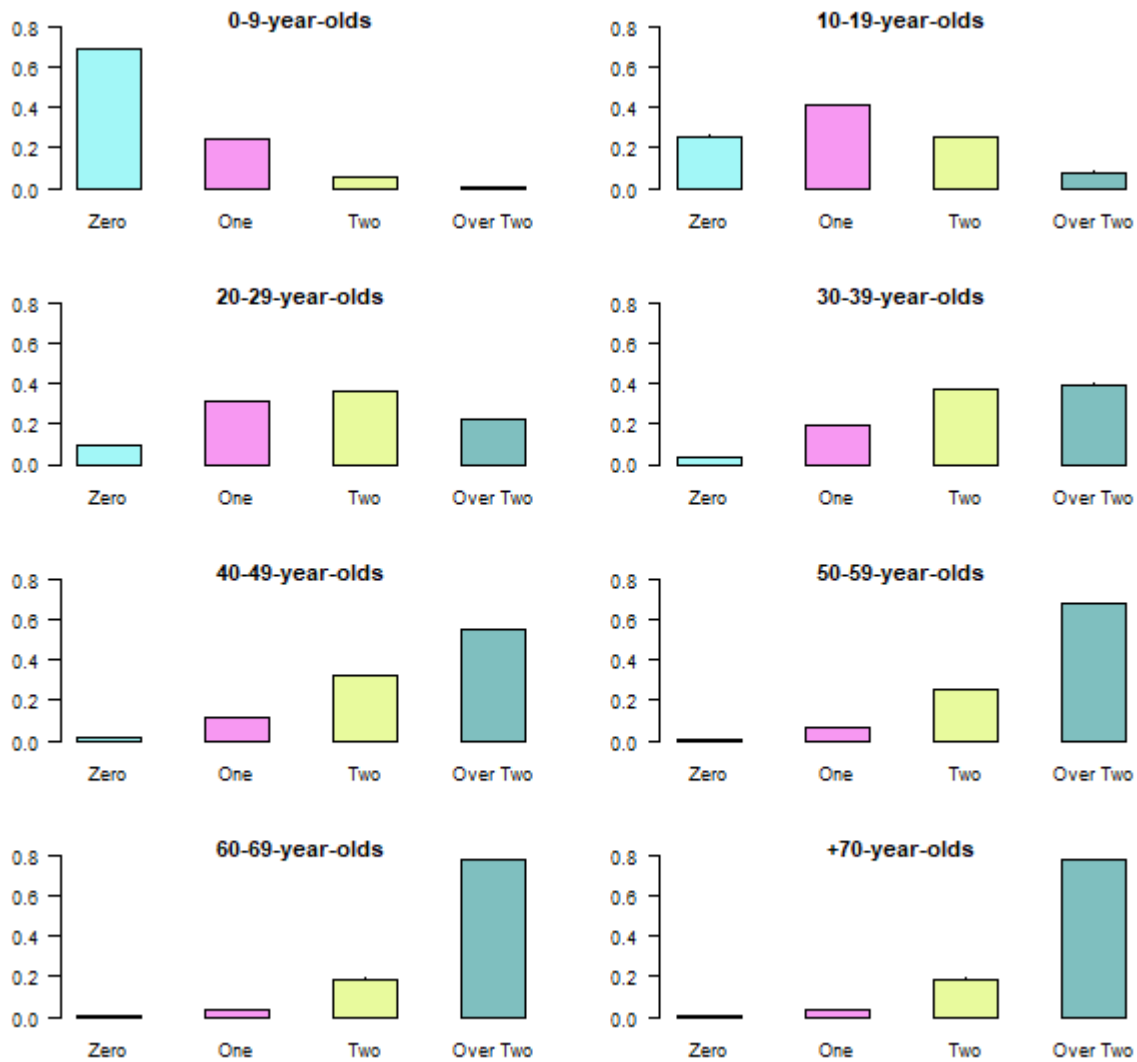 0-9-year-olds
0.8
0.6
0.4
0.2
0.0
Zero One Two Over Two
10-19-year-olds
0.8
0.6
0.4
0.2
0.0
Zero One Two Over Two
20-29-year-olds
0.8
0.6
0.4
0.2
0.0
Zero One Two Over Two
30-39-year-olds
0.8
0.6
0.4
0.2
0.0
Zero One Two Over Two
40-49-year-olds
0.8
0.6
0.4
0.2
0.0
Zero One Two Over Two
50-59-year-olds
0.8
0.6
0.4
0.2
0.0
Zero One Two Over Two
60-69-year-olds
0.8
0.6
0.4
0.2
0.0
Zero One Two Over Two
+70-year-olds
0.8
0.6
0.4
0.2
0.0
Zero One Two Over Two